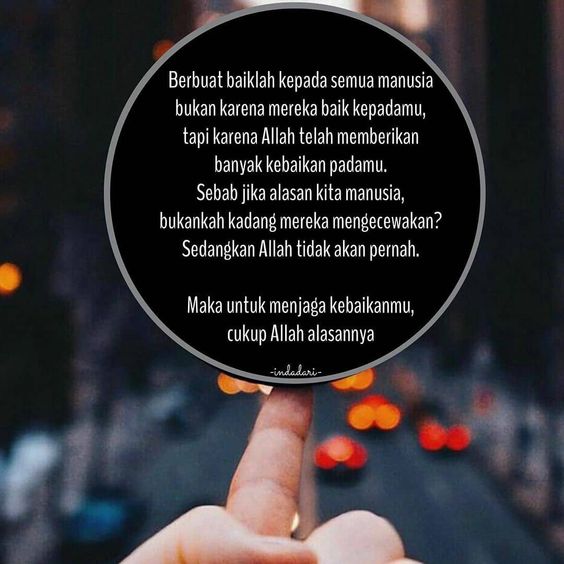 Berbuat baiklah kepada semua manusia
bukan karena mereka baik kepadamu,
tapi karena Allah telah memberikan
banyak kebaikan padamu.
Sebab jika alasan kita manusia,
bukankah kadang mereka mengecewakan?
Sedangkan Allah tidak akan pernah.
Maka untuk menjaga kebaikanmu,
cukup Allah alasannya
-indadari-